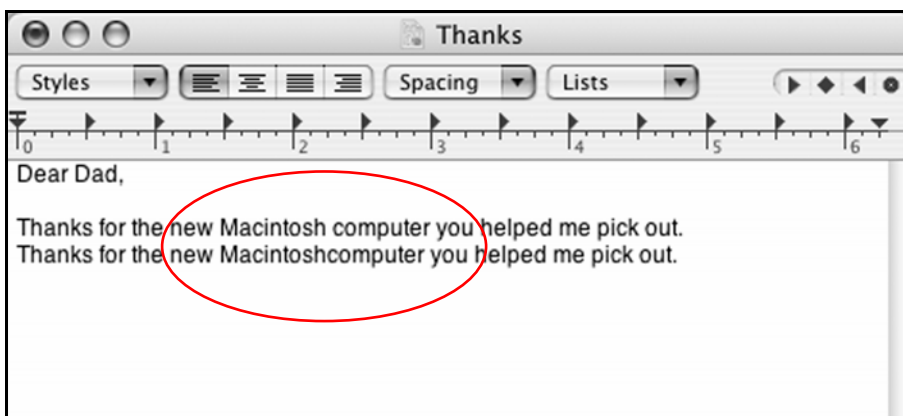 Thanks
Styles Spacing Lists
0 1 2 3 4 5 6
Dear Dad,
Thanks for the new Macintosh computer you helped me pick out.
Thanks for the new Macintoshcomputer you helped me pick out.